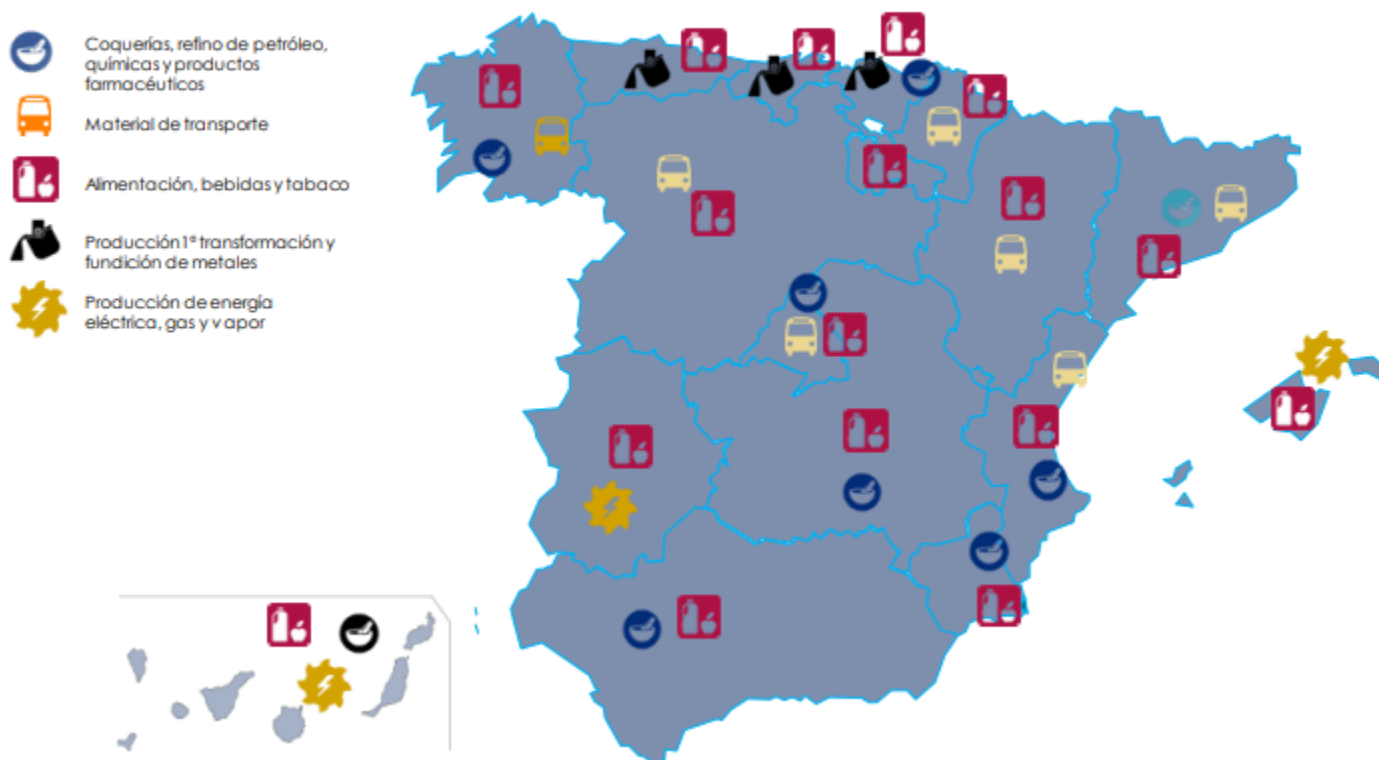 Coquerías, refino de petróleo,
químicas y productos
farmacéuticos
Material de transporte
Alimentación, bebidas y tabaco
Producción 1ª transformación y
fundición de metales
Producción de energía
eléctrica, gas y vapor